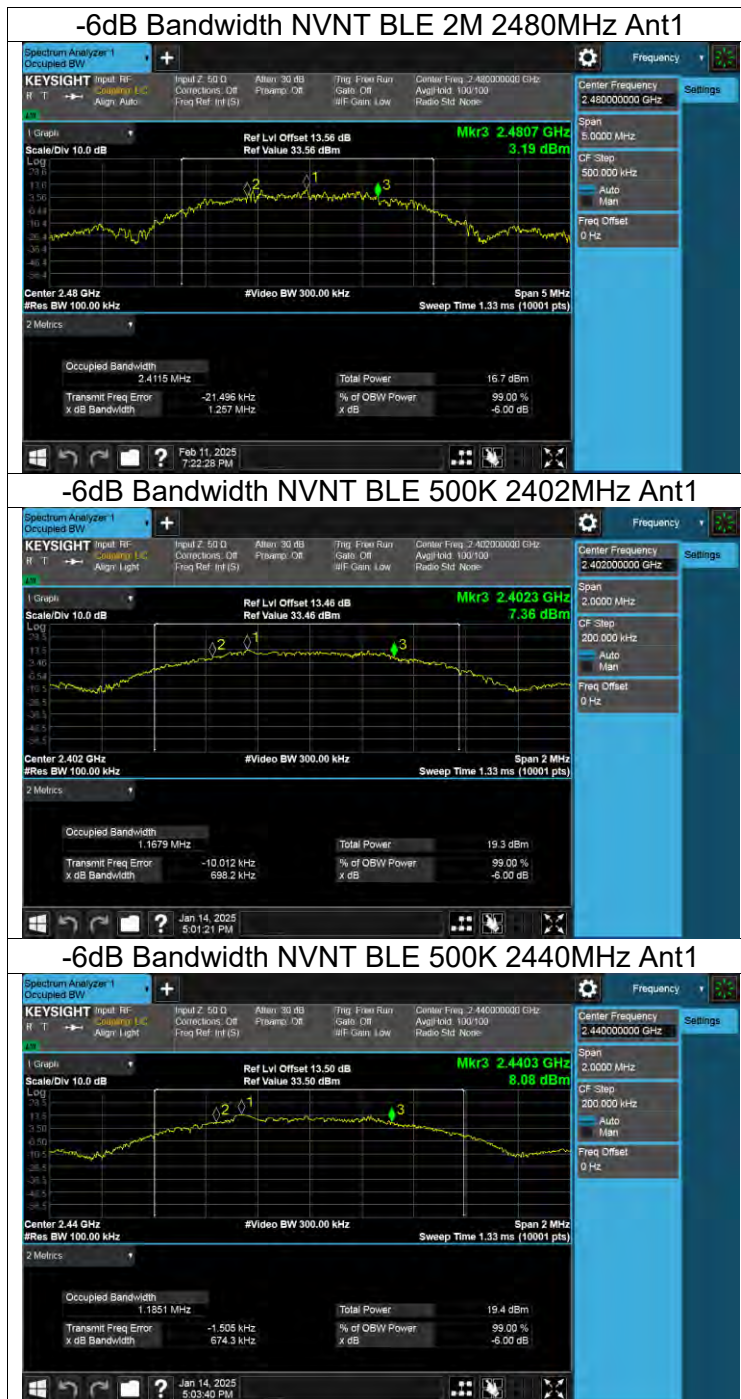 -6dB Bandwidth NVNT BLE 2M 2480MHz Ant1
Spectrum Analyzer 1
Occupied BW
+
Frequency
KEYSIGHT Input: RF
R T
Align: Auto
Input Z: 50 Ω
Corrections: Off
Freq Ref: Int (S)
Atten: 30 dB
Preamp: Off
Trig: Free Run
Gate: Off
#IF Gain: Low
Center Freq: 2.480000000 GHz
Avg|Hold: 100/100
Radio Std: None
Center Frequency
2.480000000 GHz
Settings
Span
5.0000 MHz
CF Step
500.000 kHz
Auto
Man
Freq Offset
0 Hz
1 Graph
Scale/Div 10.0 dB
Ref Lvl Offset 13.56 dB
Ref Value 33.56 dBm
Mkr3 2.4807 GHz
3.19 dBm
Log
2 1 3
Center 2.48 GHz
#Res BW 100.00 kHz
#Video BW 300.00 kHz
Span 5 MHz
Sweep Time 1.33 ms (10001 pts)
2 Metrics
Occupied Bandwidth
2.4115 MHz
Total Power 16.7 dBm
Transmit Freq Error -21.496 kHz
% of OBW Power 99.00 %
x dB Bandwidth 1.257 MHz
x dB -6.00 dB
? Feb 11, 2025
7:22:28 PM
-6dB Bandwidth NVNT BLE 500K 2402MHz Ant1
Spectrum Analyzer 1
Occupied BW
+
Frequency
KEYSIGHT Input: RF
R T
Align: Light
Input Z: 50 Ω
Corrections: Off
Freq Ref: Int (S)
Atten: 30 dB
Preamp: Off
Trig: Free Run
Gate: Off
#IF Gain: Low
Center Freq: 2.402000000 GHz
Avg|Hold: 100/100
Radio Std: None
Center Frequency
2.402000000 GHz
Settings
Span
2.0000 MHz
CF Step
200.000 kHz
Auto
Man
Freq Offset
0 Hz
1 Graph
Scale/Div 10.0 dB
Ref Lvl Offset 13.46 dB
Ref Value 33.46 dBm
Mkr3 2.4023 GHz
7.36 dBm
Log
2 1 3
Center 2.402 GHz
#Res BW 100.00 kHz
#Video BW 300.00 kHz
Span 2 MHz
Sweep Time 1.33 ms (10001 pts)
2 Metrics
Occupied Bandwidth
1.1679 MHz
Total Power 19.3 dBm
Transmit Freq Error -10.012 kHz
% of OBW Power 99.00 %
x dB Bandwidth 698.2 kHz
x dB -6.00 dB
? Jan 14, 2025
5:01:21 PM
-6dB Bandwidth NVNT BLE 500K 2440MHz Ant1
Spectrum Analyzer 1
Occupied BW
+
Frequency
KEYSIGHT Input: RF
R T
Align: Light
Input Z: 50 Ω
Corrections: Off
Freq Ref: Int (S)
Atten: 30 dB
Preamp: Off
Trig: Free Run
Gate: Off
#IF Gain: Low
Center Freq: 2.440000000 GHz
Avg|Hold: 100/100
Radio Std: None
Center Frequency
2.440000000 GHz
Settings
Span
2.0000 MHz
CF Step
200.000 kHz
Auto
Man
Freq Offset
0 Hz
1 Graph
Scale/Div 10.0 dB
Ref Lvl Offset 13.50 dB
Ref Value 33.50 dBm
Mkr3 2.4403 GHz
8.08 dBm
Log
2 1 3
Center 2.44 GHz
#Res BW 100.00 kHz
#Video BW 300.00 kHz
Span 2 MHz
Sweep Time 1.33 ms (10001 pts)
2 Metrics
Occupied Bandwidth
1.1851 MHz
Total Power 19.4 dBm
Transmit Freq Error -1.505 kHz
% of OBW Power 99.00 %
x dB Bandwidth 674.3 kHz
x dB -6.00 dB
? Jan 14, 2025
5:03:40 PM